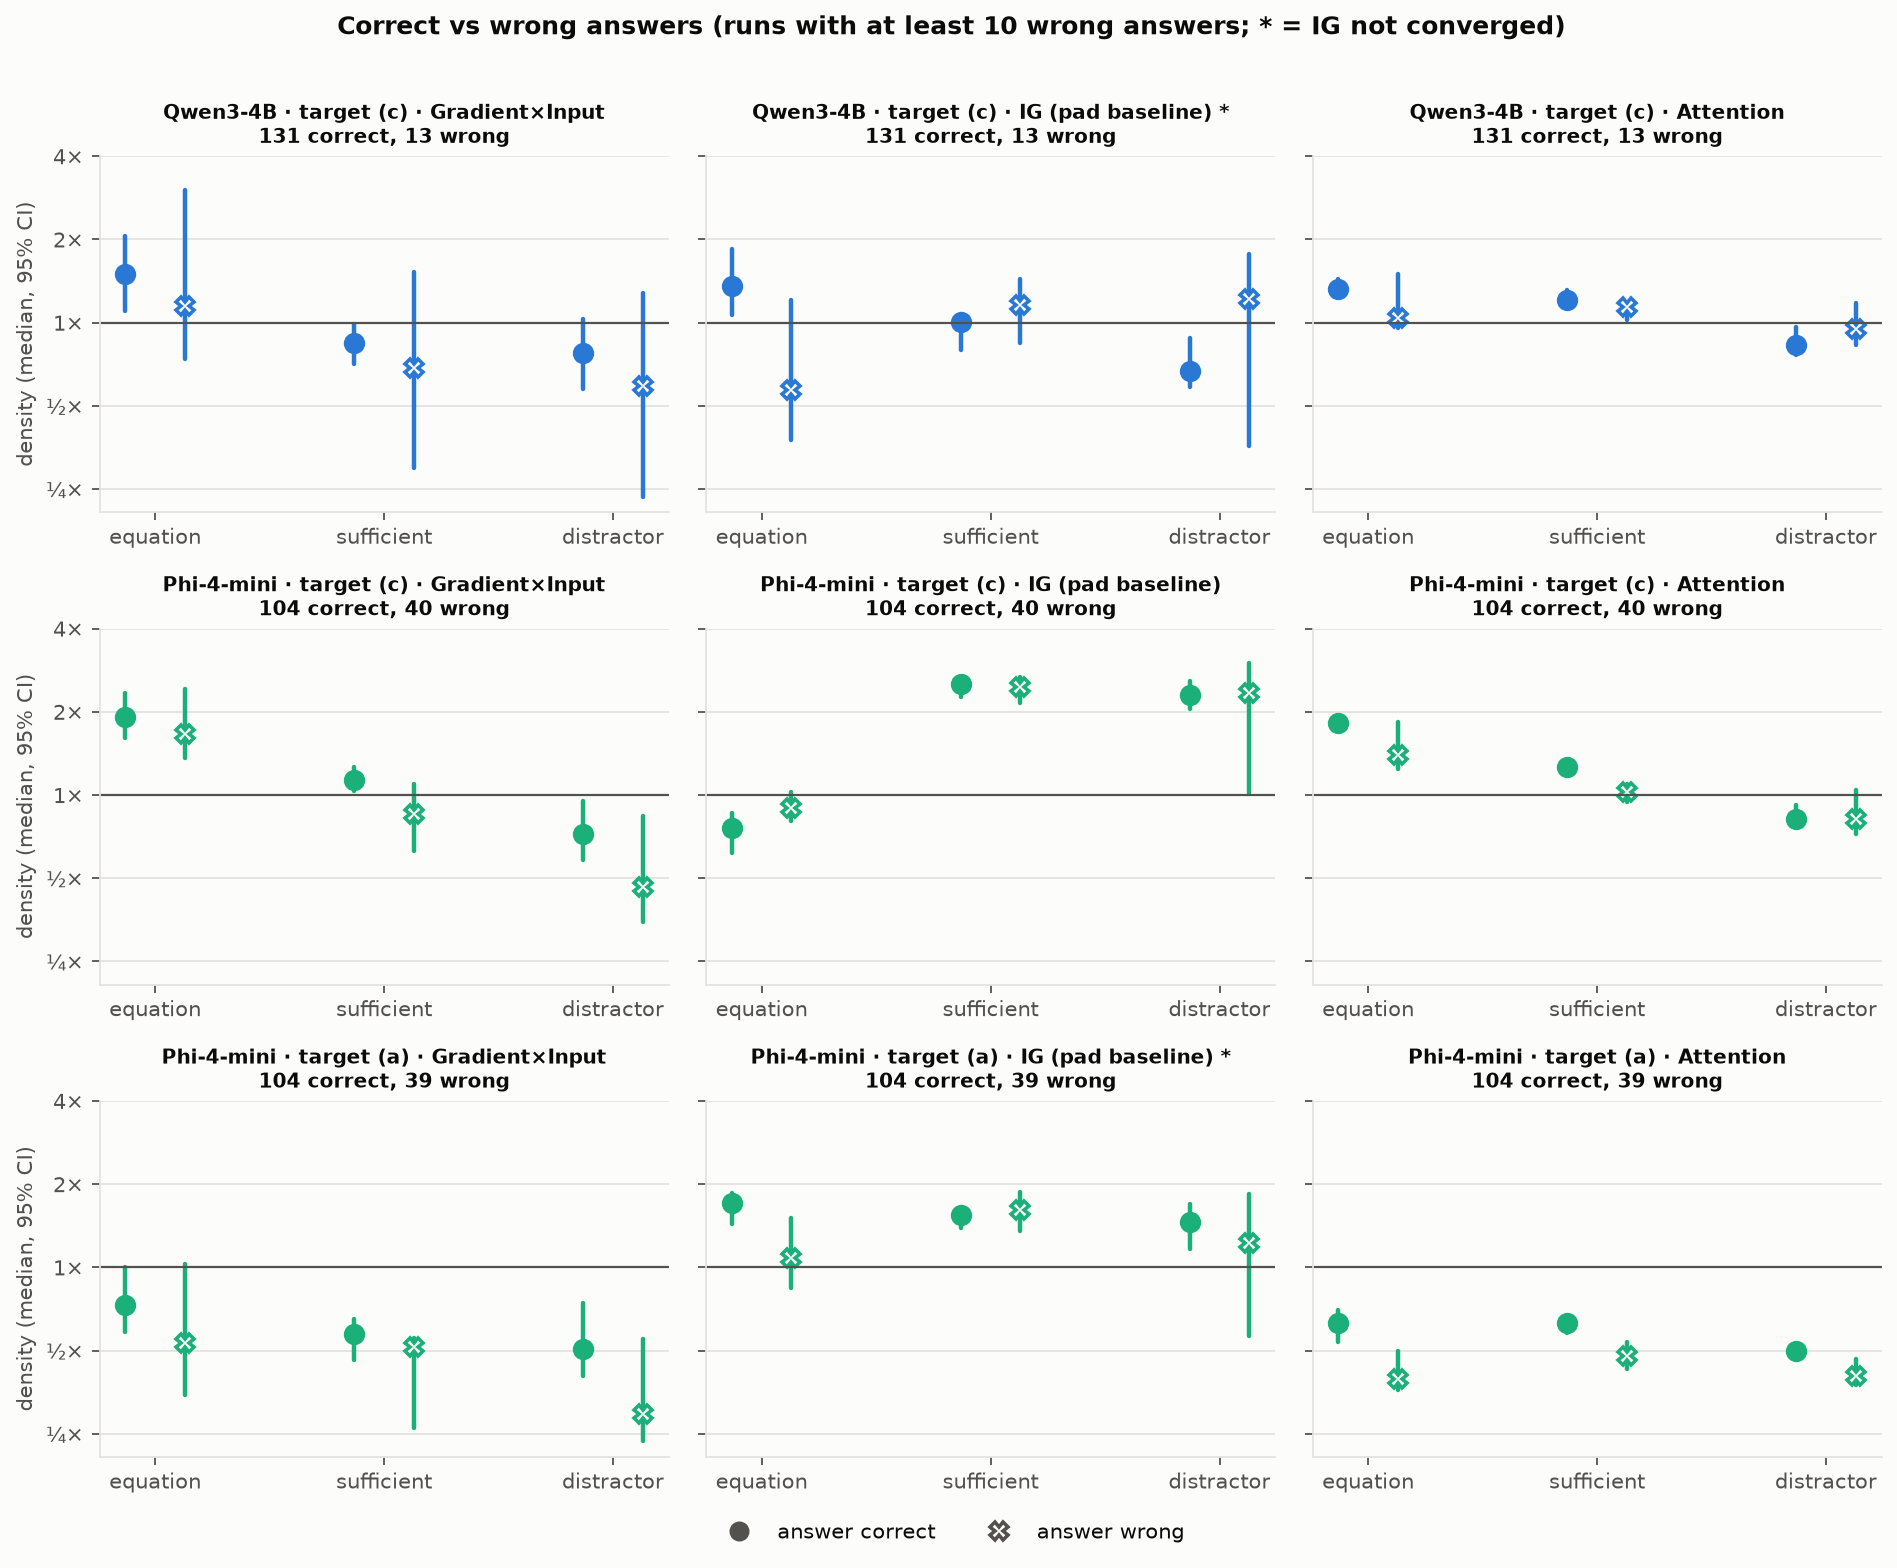 Correct vs wrong answers (runs with at least 10 wrong answers; * = IG not converged)
Qwen3-4B · target (c) · Gradient×Input
131 correct, 13 wrong
Qwen3-4B · target (c) · IG (pad baseline) *
131 correct, 13 wrong
Qwen3-4B · target (c) · Attention
131 correct, 13 wrong
density (median, 95% CI)
4×
2×
1×
½×
¼×
equation
sufficient
distractor
equation
sufficient
distractor
equation
sufficient
distractor
Phi-4-mini · target (c) · Gradient×Input
104 correct, 40 wrong
Phi-4-mini · target (c) · IG (pad baseline)
104 correct, 40 wrong
Phi-4-mini · target (c) · Attention
104 correct, 40 wrong
density (median, 95% CI)
4×
2×
1×
½×
¼×
equation
sufficient
distractor
equation
sufficient
distractor
equation
sufficient
distractor
Phi-4-mini · target (a) · Gradient×Input
104 correct, 39 wrong
Phi-4-mini · target (a) · IG (pad baseline) *
104 correct, 39 wrong
Phi-4-mini · target (a) · Attention
104 correct, 39 wrong
density (median, 95% CI)
4×
2×
1×
½×
¼×
equation
sufficient
distractor
equation
sufficient
distractor
equation
sufficient
distractor
answer correct
answer wrong